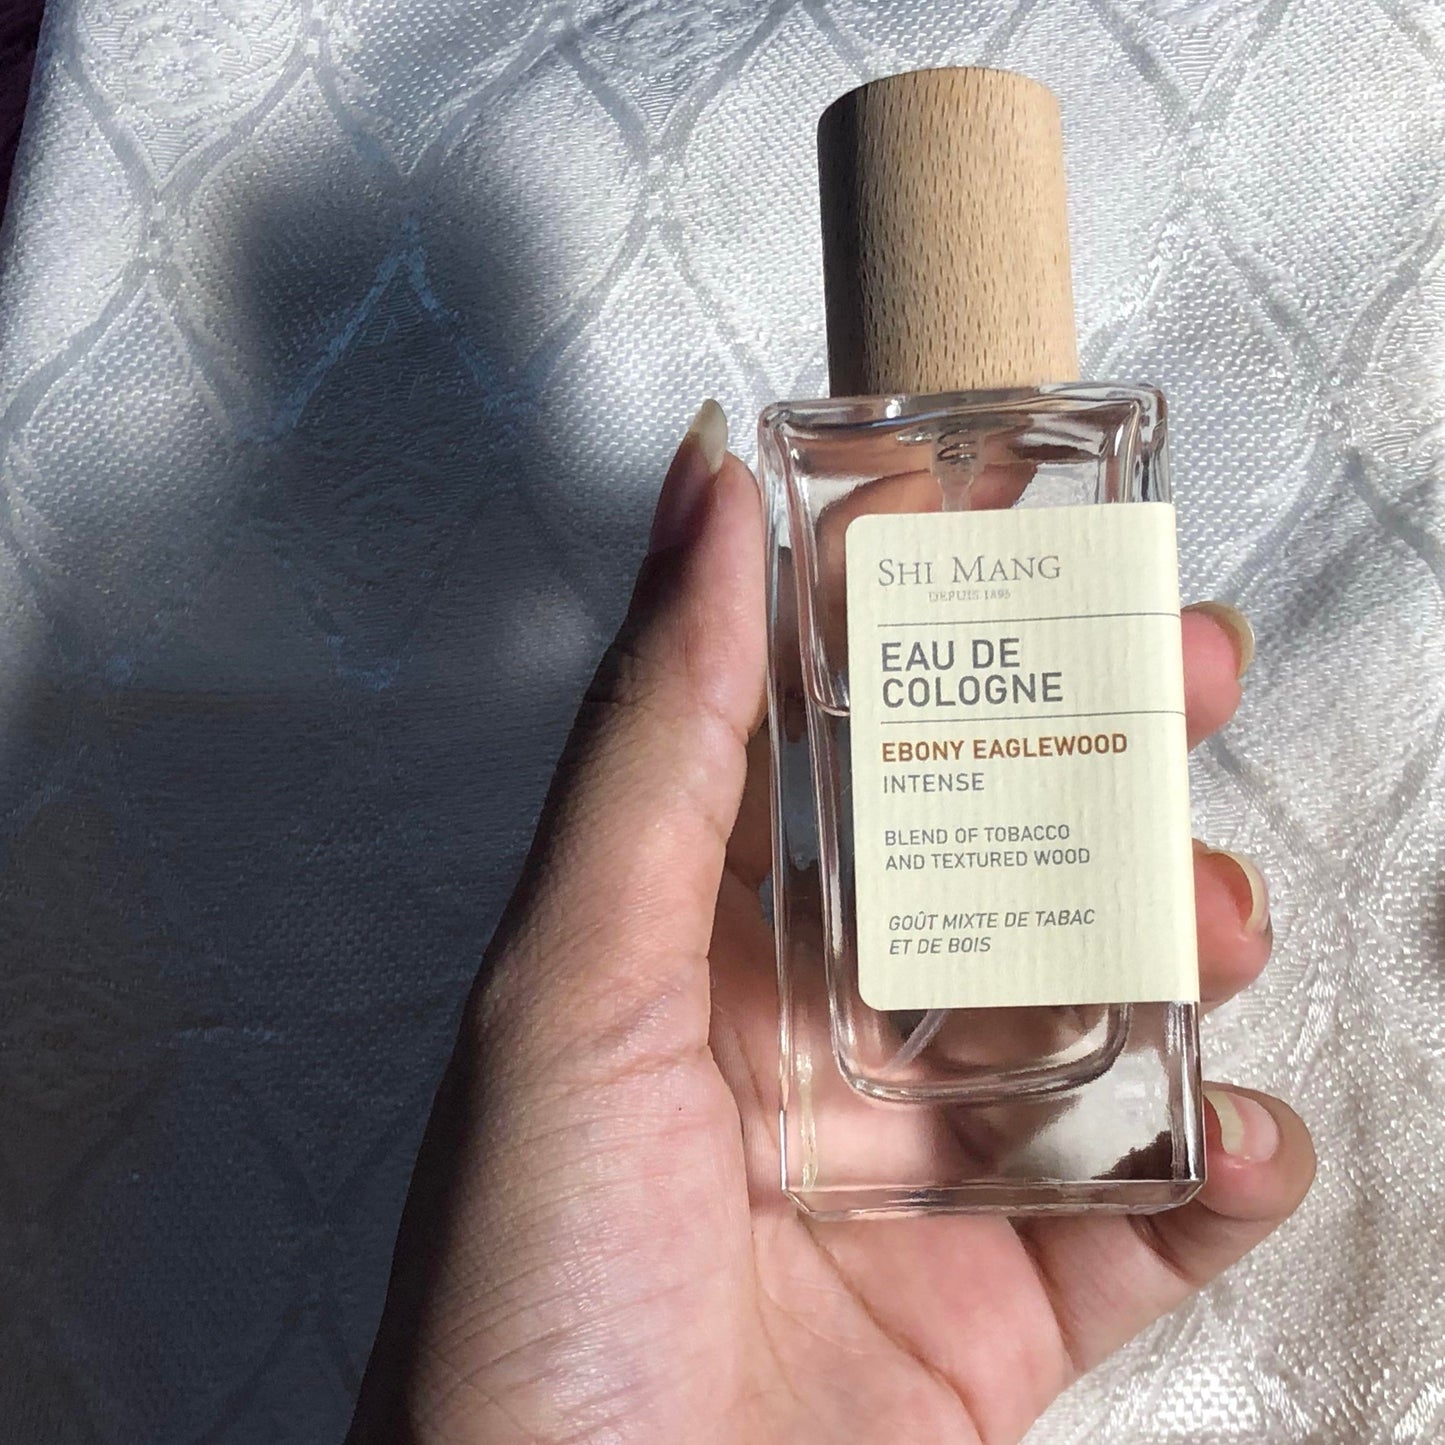 SHI MANG
DEPUIS 1895
EAU DE
COLOGNE
EBONY EAGLEWOOD
INTENSE
BLEND OF TOBACCO
AND TEXTURED WOOD
GOÛT MIXTE DE TABAC
ET DE BOIS